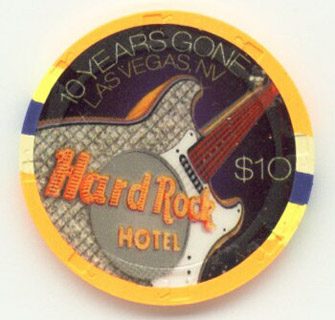 10 YEARS GONE
LAS VEGAS, NV
$10
Hard Rock
HOTEL